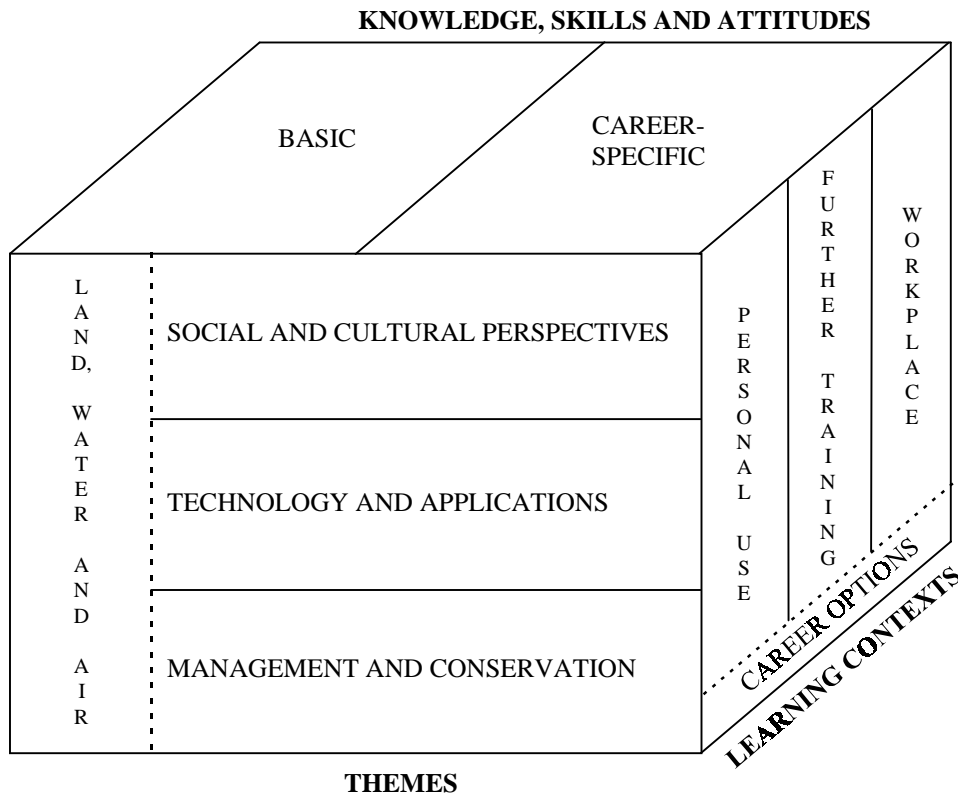 KNOWLEDGE, SKILLS AND ATTITUDES
BASIC
CAREER-
SPECIFIC
LAND, WATER AND AIR
SOCIAL AND CULTURAL PERSPECTIVES
TECHNOLOGY AND APPLICATIONS
MANAGEMENT AND CONSERVATION
PERSONAL USE
FURTHER TRAINING
WORKPLACE
CAREER OPTIONS
LEARNING CONTEXTS
THEMES